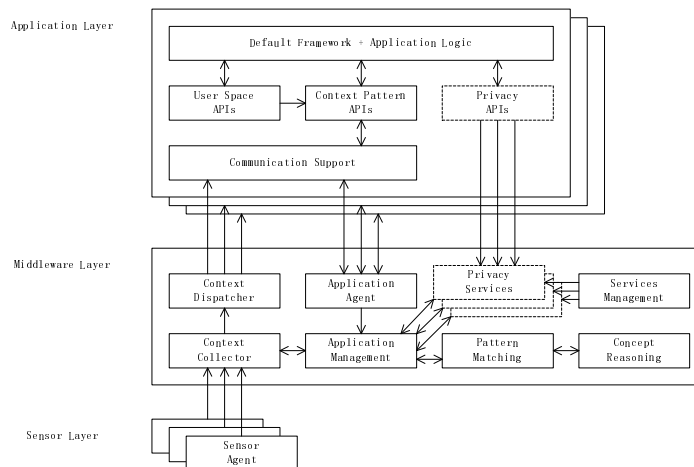 Application Layer
Default Framework + Application Logic
User Space
APIs
Context Pattern
APIs
Privacy
APIs
Communication Support
Middleware Layer
Context
Dispatcher
Application
Agent
Privacy
Services
Services
Management
Context
Collector
Application
Management
Pattern
Matching
Concept
Reasoning
Sensor Layer
Sensor
Agent